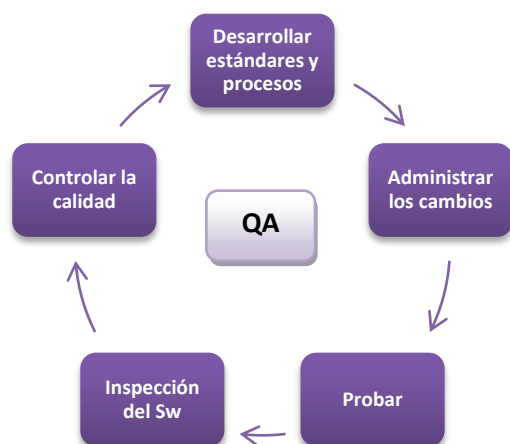 Desarrollar
estándares y
procesos
Administrar
los cambios
Probar
Inspección
del Sw
Controlar la
calidad
QA